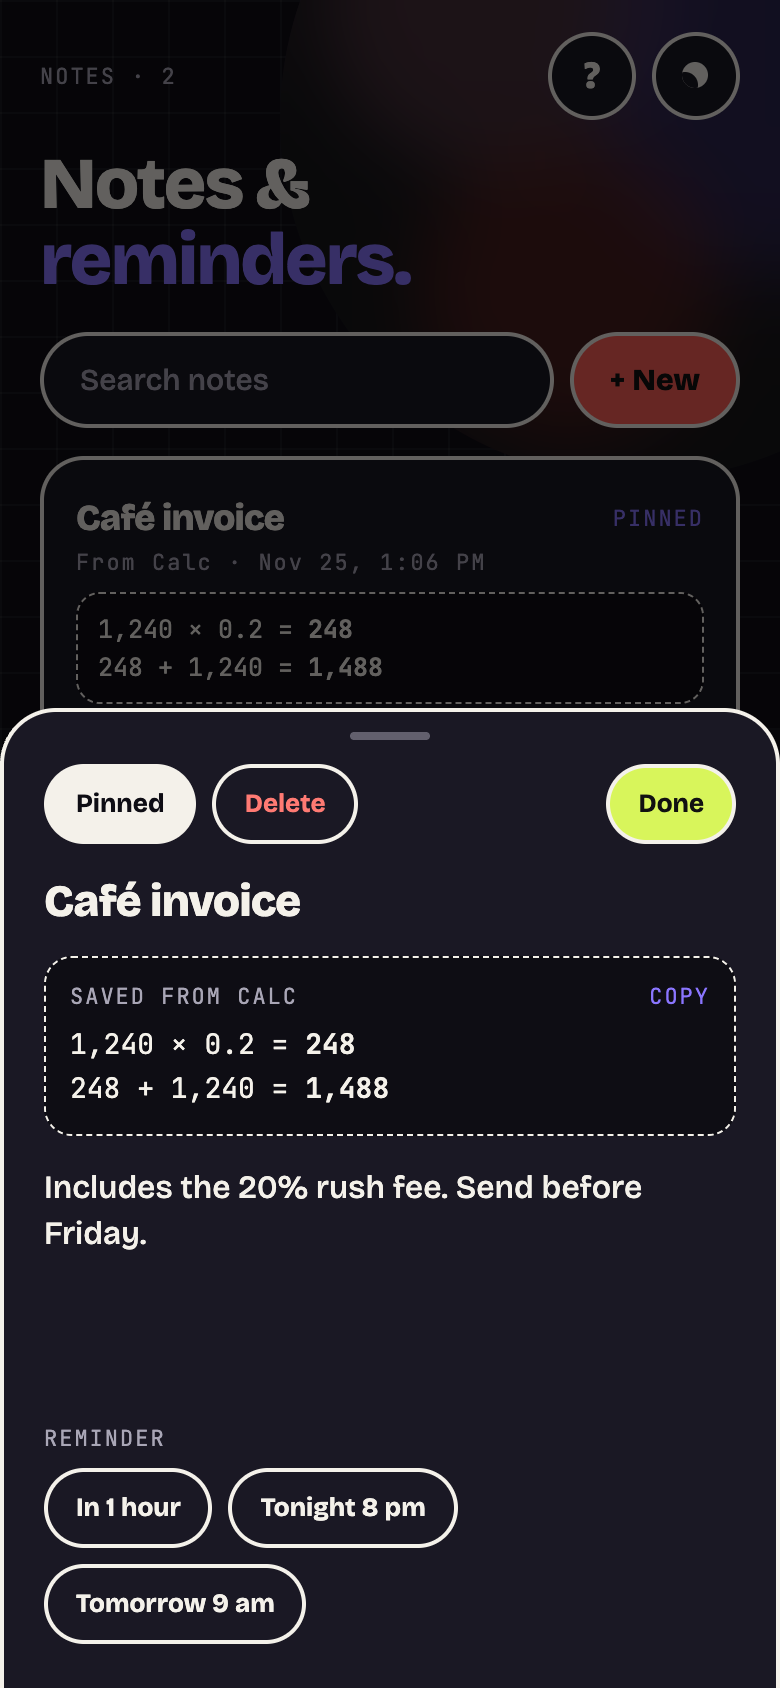 NOTES · 2
?
Notes &
reminders.
Search notes
+ New
Café invoice
PINNED
From Calc · Nov 25, 1:06 PM
1,240 × 0.2 = 248
248 + 1,240 = 1,488
Pinned
Delete
Done
Café invoice
SAVED FROM CALC
COPY
1,240 × 0.2 = 248
248 + 1,240 = 1,488
Includes the 20% rush fee. Send before
Friday.
REMINDER
In 1 hour
Tonight 8 pm
Tomorrow 9 am